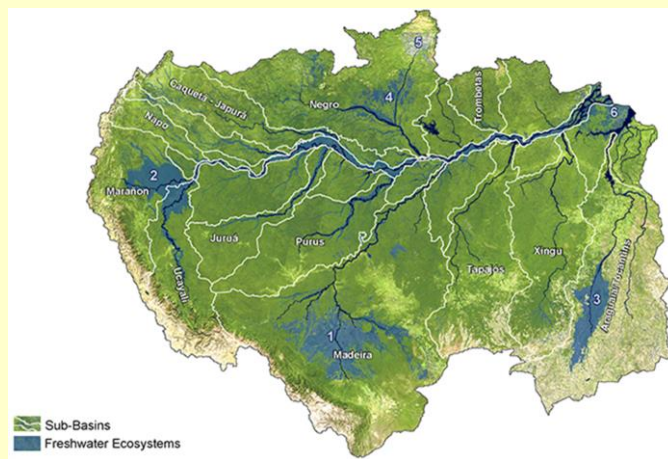 5
Caqueta - Japurá
Negro
4
Trombetas
6
Napo
2
Marañon
Juruá
Purus
Tapajós
Xingu
Ucayali
3
Araguaia Tocantins
1
Madeira
Sub-Basins
Freshwater Ecosystems